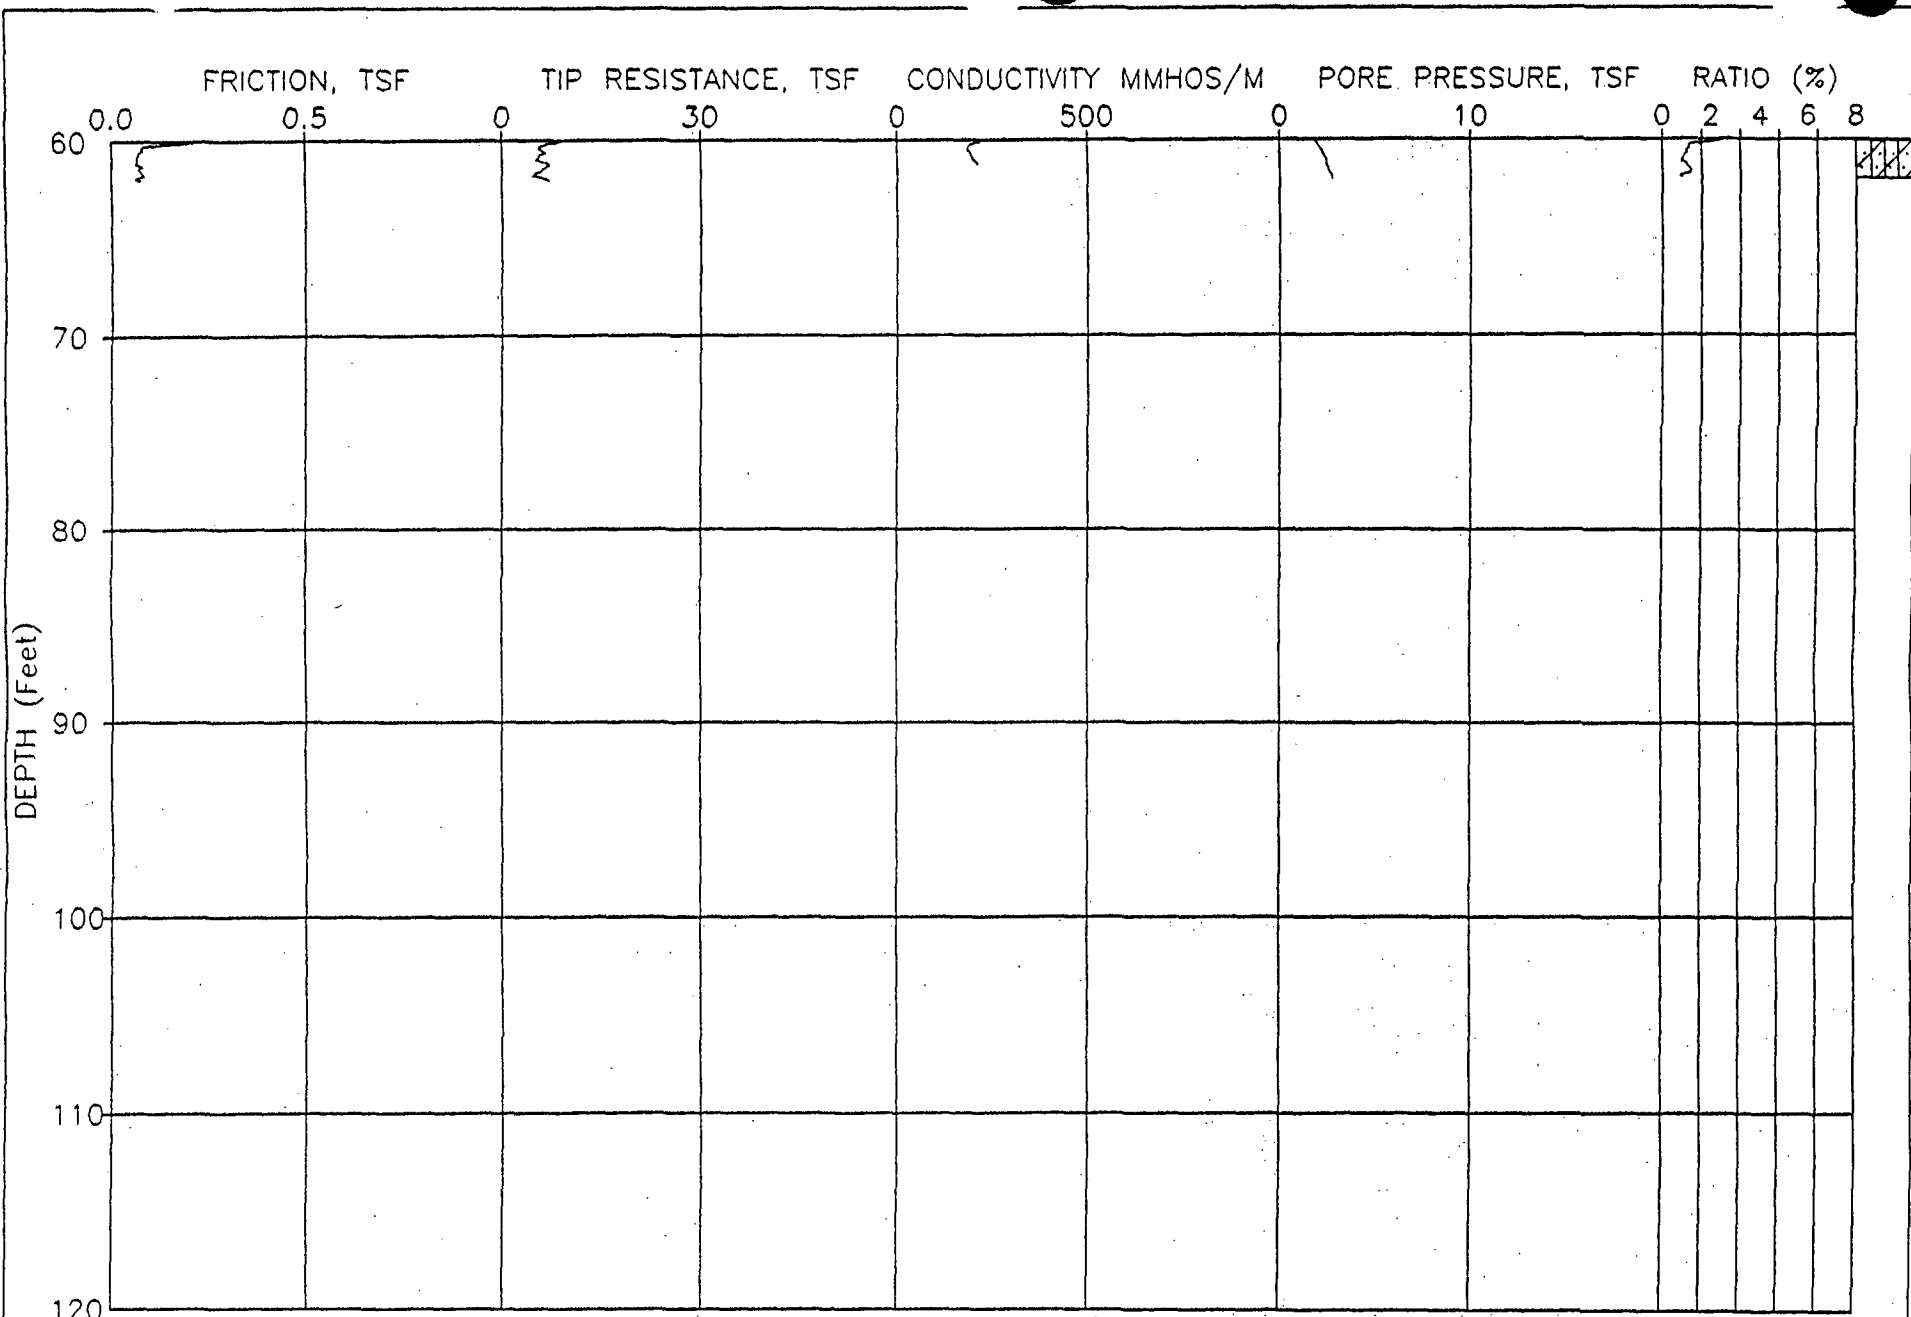 FRICTION, TSF TIP RESISTANCE, TSF CONDUCTIVITY MMHOS/M PORE PRESSURE, TSF RATIO (%)
0.0 0.5 0 30 0 500 0 10 0 2 4 6 8
60
70
80
DEPTH (Feet)
90
100
110
120